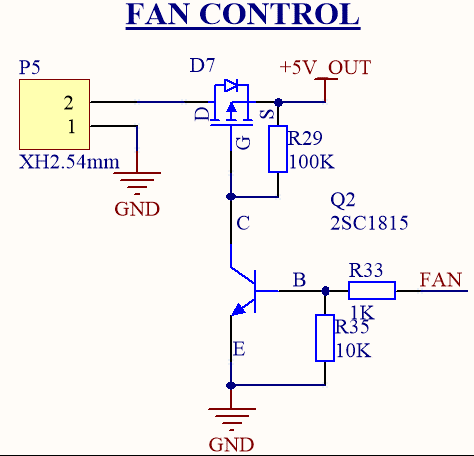 FAN CONTROL
P5
D7
+5V_OUT
2
1
D
S
G
R29
100K
XH2.54mm
GND
Q2
2SC1815
C
B
R33
FAN
1K
R35
10K
E
GND